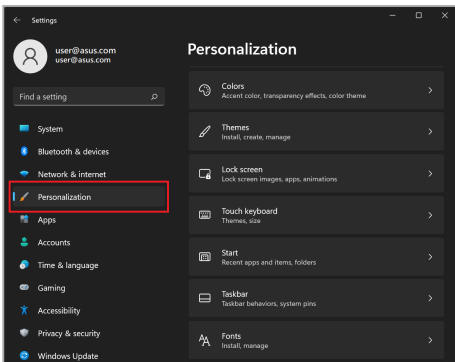 Settings
user@asus.com
user@asus.com
Find a setting
System
Bluetooth & devices
Network & internet
Personalization
Apps
Accounts
Time & language
Gaming
Accessibility
Privacy & security
Windows Update
Personalization
Colors
Accent color, transparency effects, color theme
Themes
Install, create, manage
Lock screen
Lock screen images, apps, animations
Touch keyboard
Themes, size
Start
Recent apps and items, folders
Taskbar
Taskbar behaviors, system pins
Fonts
Install, manage